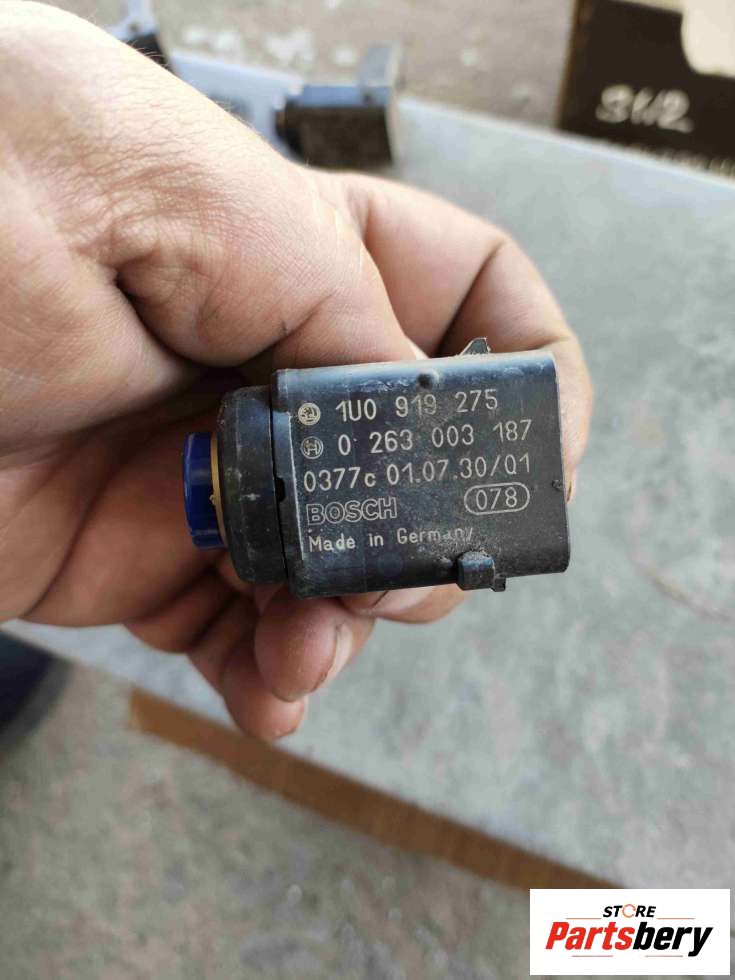 3112
1U0 919 275
0 263 003 187
0377c 01.07.30/01
BOSCH 078
Made in Germany
STORE
Partsbery